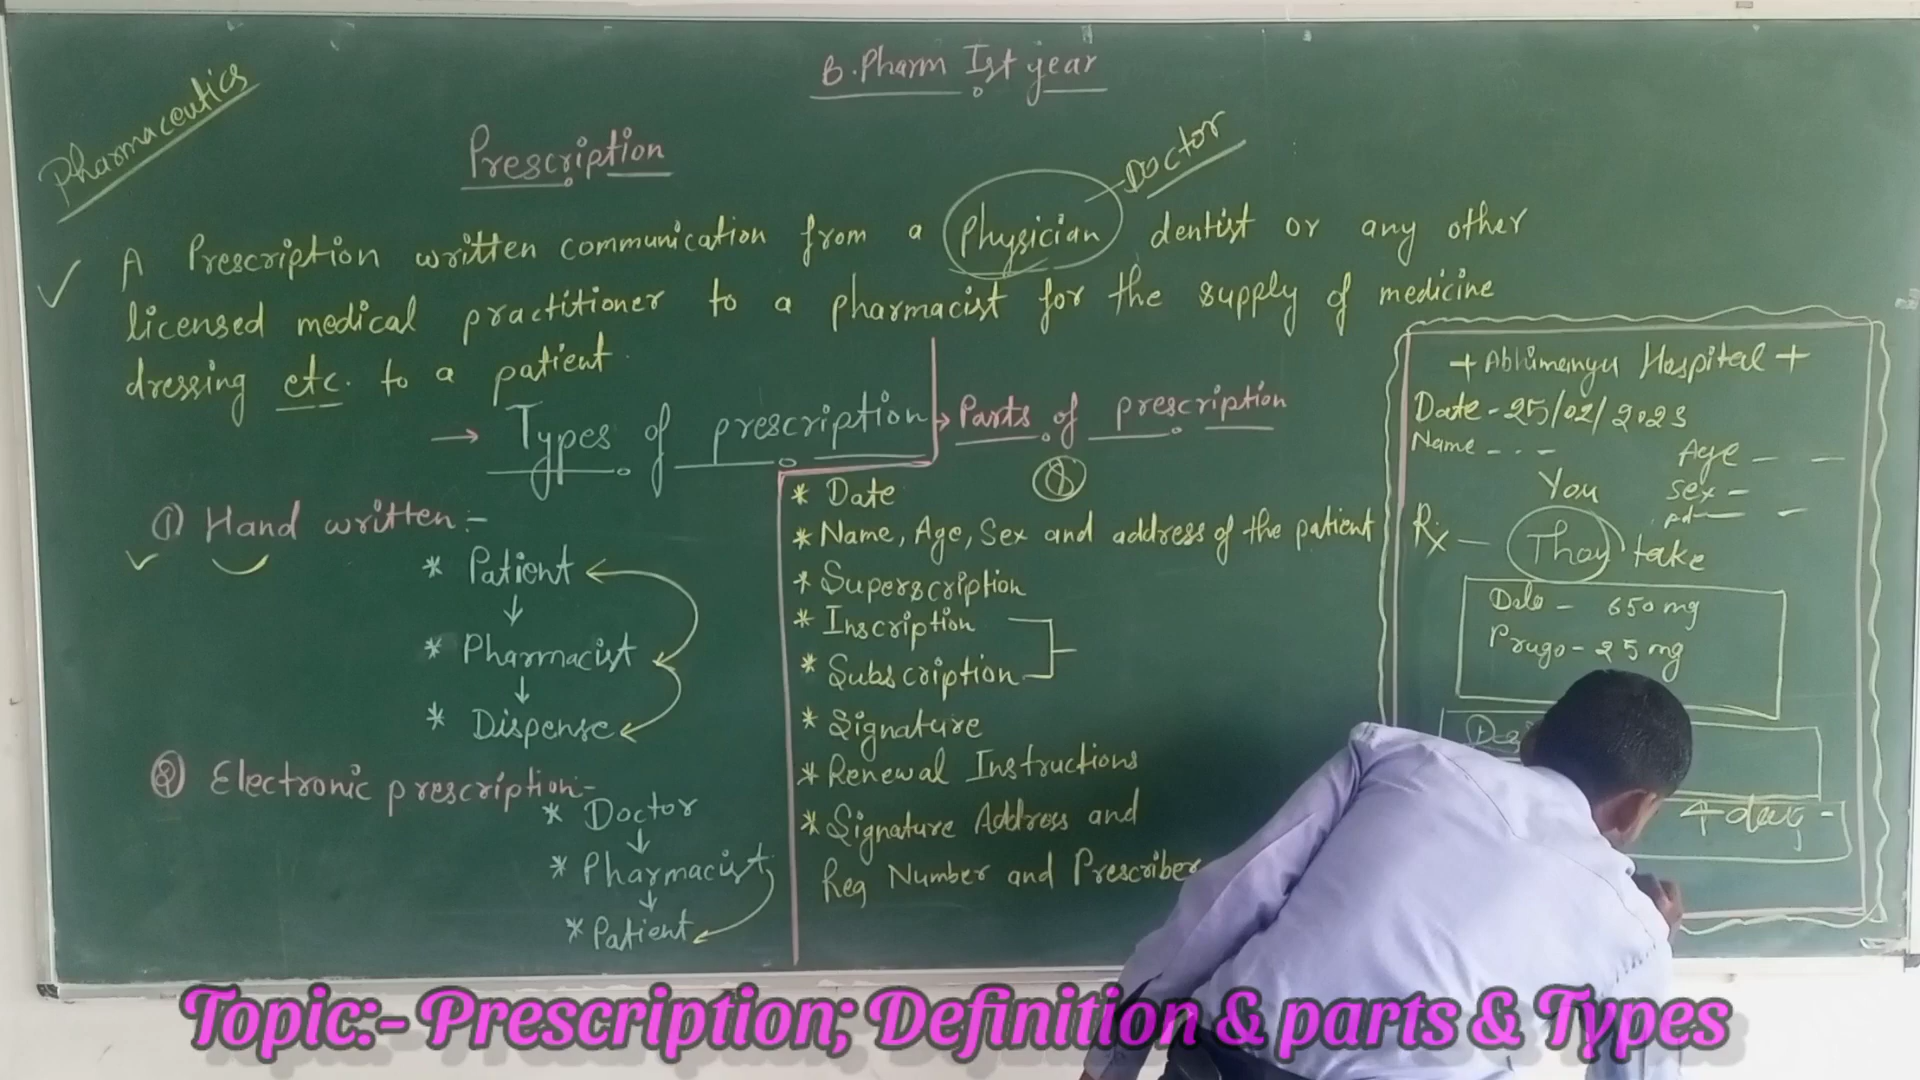 B.Pharm Ist year
Pharmaceutics
Prescription
Doctor
A Prescription written communication from a physician dentist or any other
licensed medical practitioner to a pharmacist for the supply of medicine
dressing etc. to a patient.
→ Types of prescription
① Hand written:-
* Patient
↓
* Pharmacist
↓
* Dispense
② Electronic prescription:-
* Doctor
↓
* Pharmacist
↓
* Patient
→ Parts of prescription
* Date
* Name, Age, Sex and address of the patient
* Superscription
* Inscription
* Subscription
* Signature
* Renewal Instructions
* Signature Address and
Reg Number and Prescriber
+ Abhimanyu Hospital +
Date - 25/02/2023
Name - - -
Age - -
Sex -
You
Rx - Thou take
Dolo - 650 mg
- 25 mg
4 day -
Topic:- Prescription; Definition & parts & Types